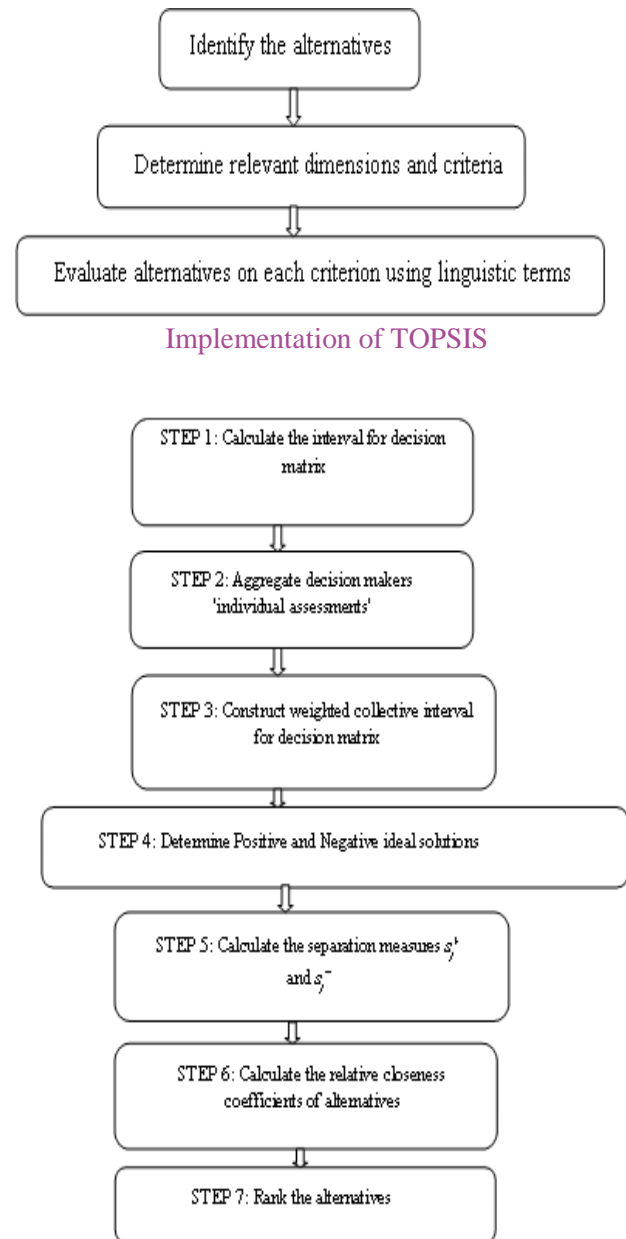 Identify the alternatives
Determine relevant dimensions and criteria
Evaluate alternatives on each criterion using linguistic terms
Implementation of TOPSIS
STEP 1: Calculate the interval for decision
matrix
STEP 2: Aggregate decision makers
'individual assessments'
STEP 3: Construct weighted collective interval
for decision matrix
STEP 4: Determine Positive and Negative ideal solutions
STEP 5: Calculate the separation measures s_j^+
and s_j^-
STEP 6: Calculate the relative closeness
coefficients of alternatives
STEP 7: Rank the alternatives